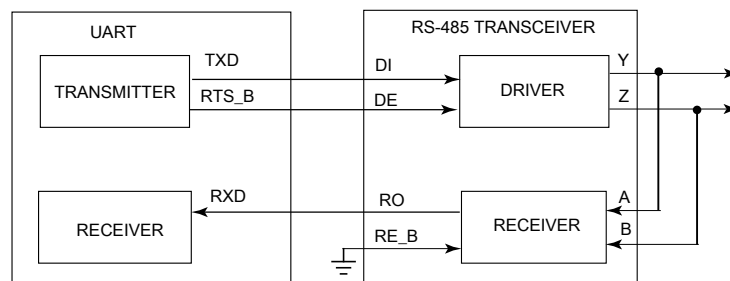 UART
RS-485 TRANSCEIVER
TXD
DI
Y
TRANSMITTER
DRIVER
RTS_B
DE
Z
RXD
RO
A
RECEIVER
RECEIVER
RE_B
B